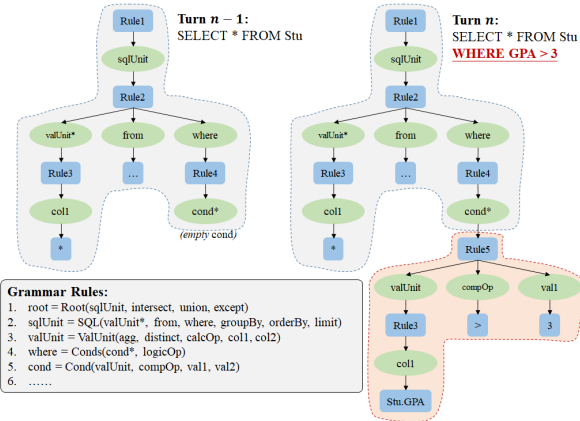 Turn n − 1:
SELECT * FROM Stu
Rule1
sqlUnit
Rule2
valUnit*
from
where
Rule3
...
Rule4
col1
cond*
(empty cond)
*
Turn n:
SELECT * FROM Stu
WHERE GPA > 3
Rule1
sqlUnit
Rule2
valUnit*
from
where
Rule3
...
Rule4
col1
cond*
*
Rule5
valUnit
compOp
val1
Rule3
>
3
col1
Stu.GPA
Grammar Rules:
1. root = Root(sqlUnit, intersect, union, except)
2. sqlUnit = SQL(valUnit*, from, where, groupBy, orderBy, limit)
3. valUnit = ValUnit(agg, distinct, calcOp, col1, col2)
4. where = Conds(cond*, logicOp)
5. cond = Cond(valUnit, compOp, val1, val2)
6. ......